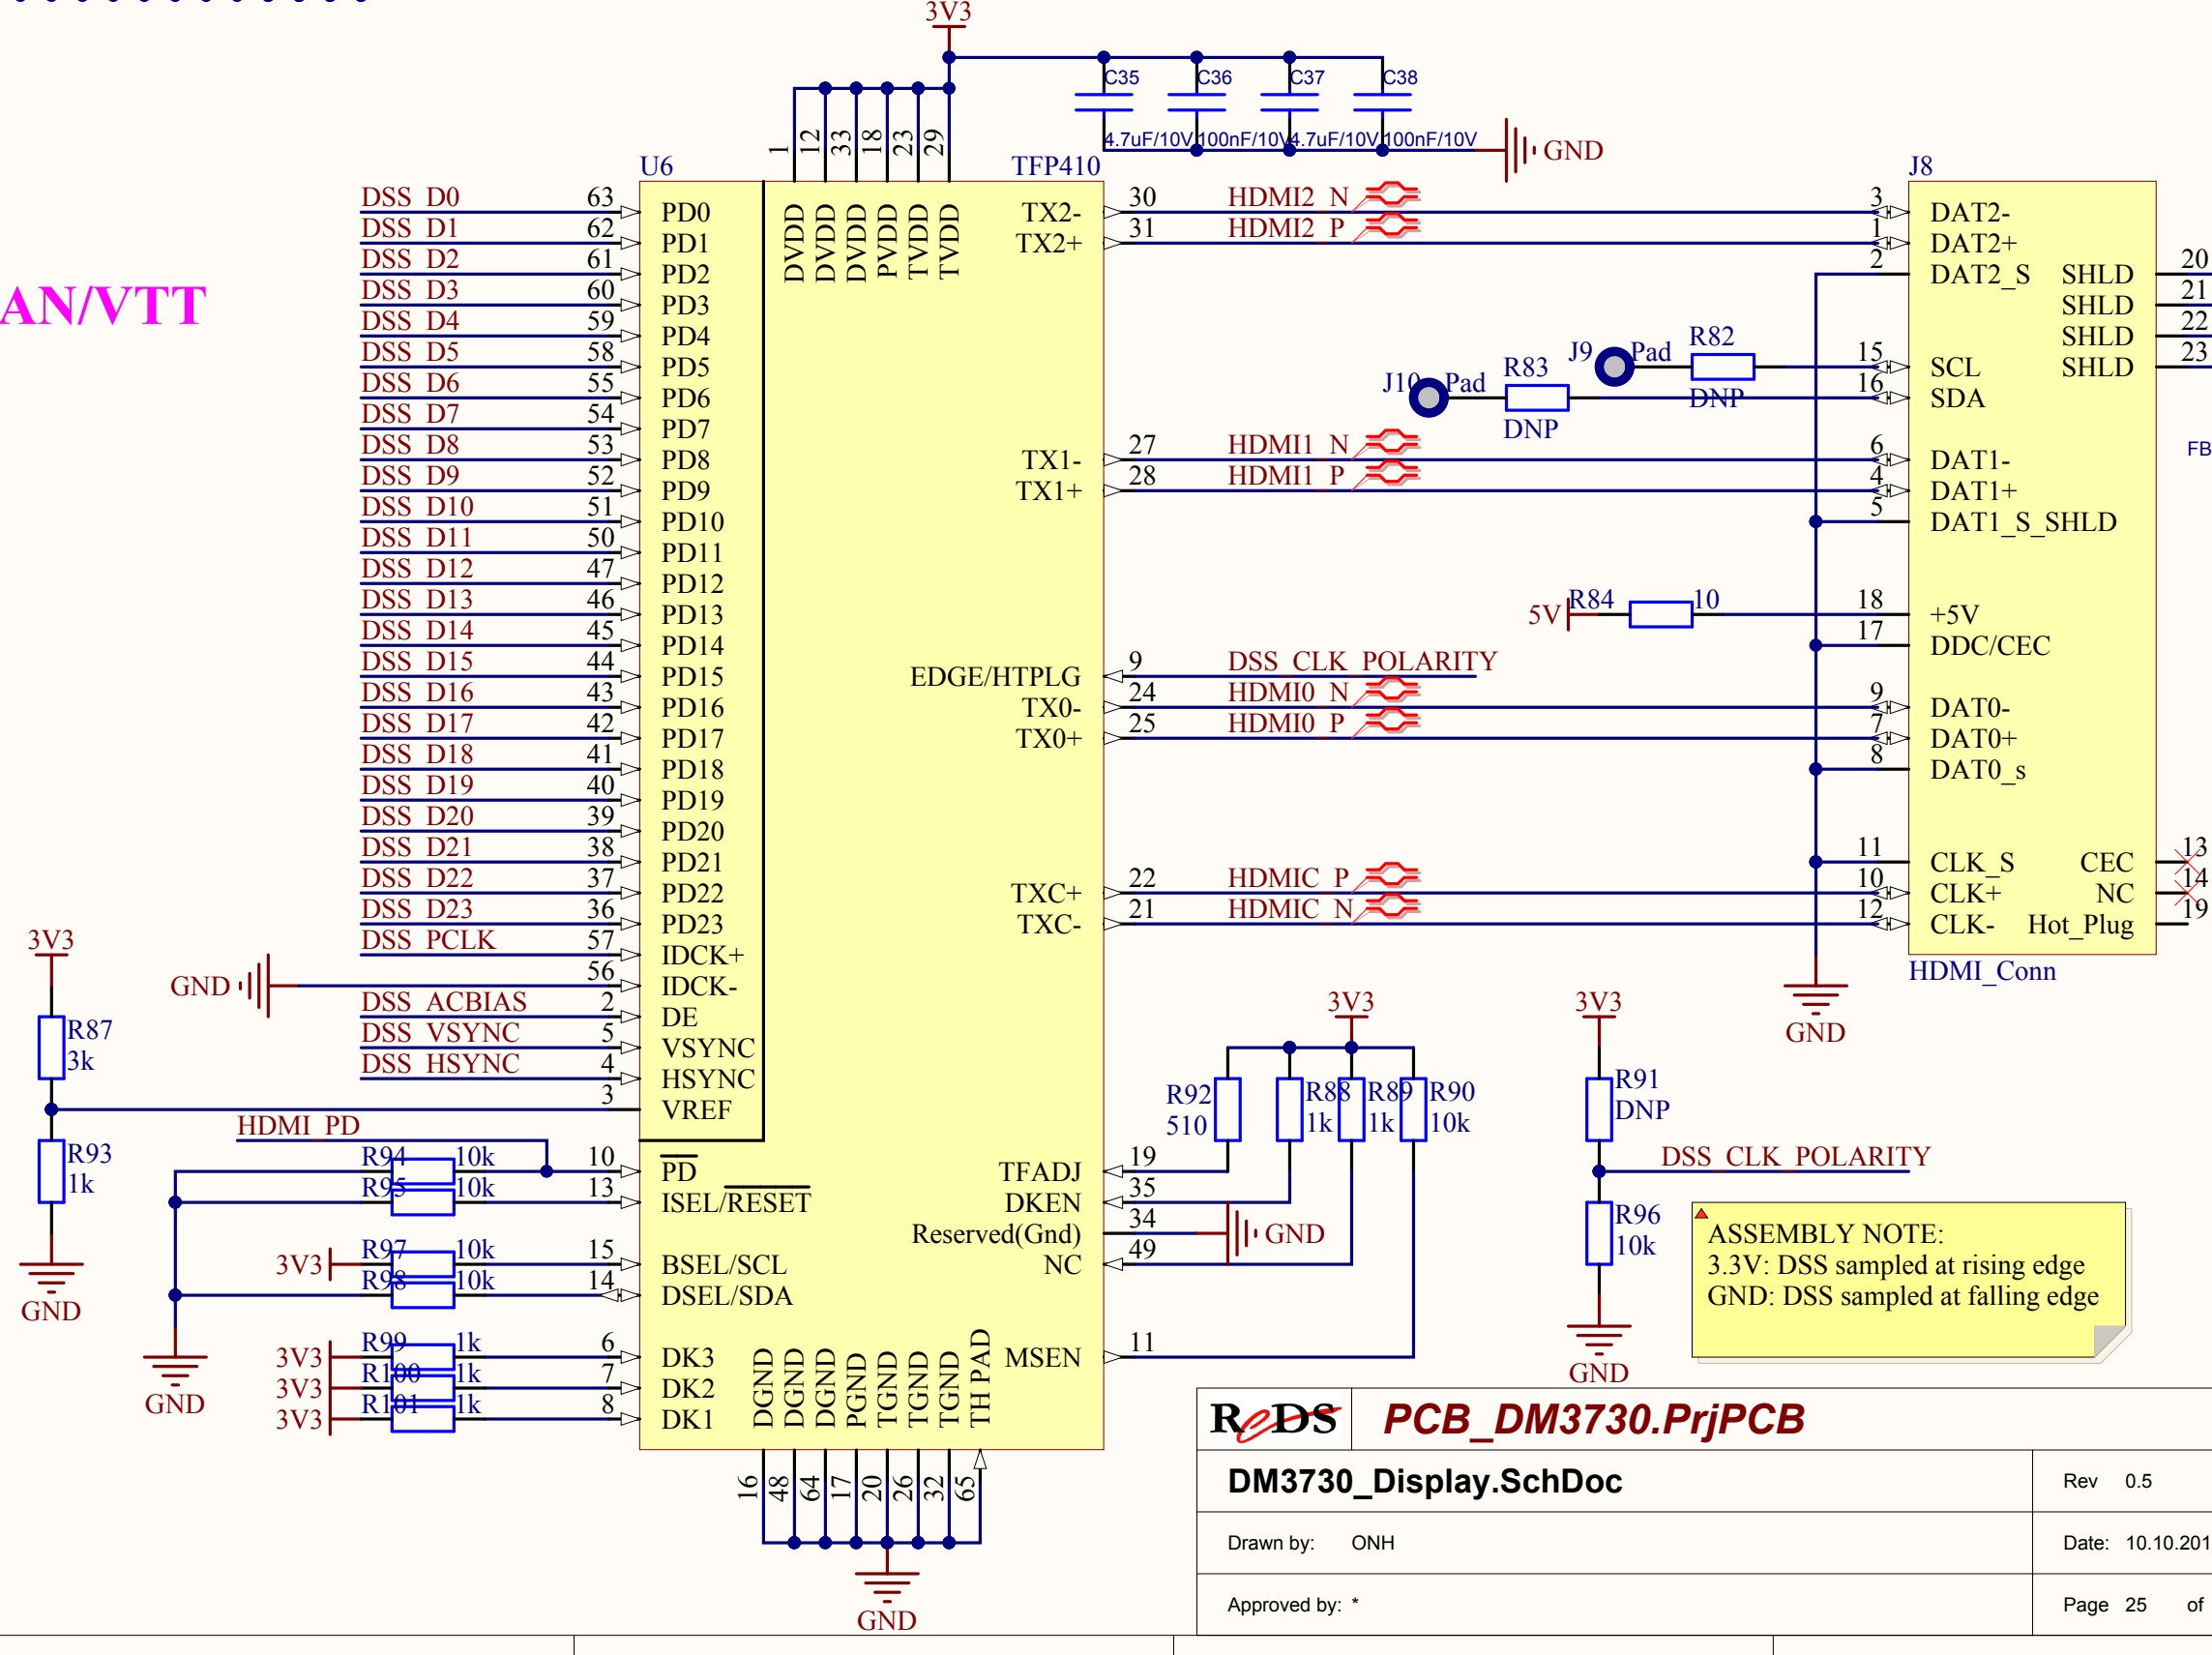 3V3
C35 C36 C37 C38
4.7uF/10V 100nF/10V 4.7uF/10V 100nF/10V
GND
AN/VTT
U6
TFP410
1 12 33 18 23 29
DVDD DVDD DVDD PVDD TVDD TVDD
DSS_D0 63 PD0
DSS_D1 62 PD1
DSS_D2 61 PD2
DSS_D3 60 PD3
DSS_D4 59 PD4
DSS_D5 58 PD5
DSS_D6 55 PD6
DSS_D7 54 PD7
DSS_D8 53 PD8
DSS_D9 52 PD9
DSS_D10 51 PD10
DSS_D11 50 PD11
DSS_D12 47 PD12
DSS_D13 46 PD13
DSS_D14 45 PD14
DSS_D15 44 PD15
DSS_D16 43 PD16
DSS_D17 42 PD17
DSS_D18 41 PD18
DSS_D19 40 PD19
DSS_D20 39 PD20
DSS_D21 38 PD21
DSS_D22 37 PD22
DSS_D23 36 PD23
DSS_PCLK 57 IDCK+
GND 56 IDCK-
DSS_ACBIAS 2 DE
DSS_VSYNC 5 VSYNC
DSS_HSYNC 4 HSYNC
3 VREF
3V3
R87
3k
R93
1k
GND
HDMI_PD
R94 10k 10 PD
R95 10k 13 ISEL/RESET
3V3 R97 10k 15 BSEL/SCL
R98 10k 14 DSEL/SDA
3V3 R99 1k 6 DK3
3V3 R100 1k 7 DK2
3V3 R101 1k 8 DK1
GND
DGND DGND DGND PGND TGND TGND TGND TH PAD
16 48 64 17 20 26 32 65
GND
TX2- 30 HDMI2_N
TX2+ 31 HDMI2_P
TX1- 27 HDMI1_N
TX1+ 28 HDMI1_P
EDGE/HTPLG 9 DSS_CLK_POLARITY
TX0- 24 HDMI0_N
TX0+ 25 HDMI0_P
TXC+ 22 HDMIC_P
TXC- 21 HDMIC_N
TFADJ 19
DKEN 35
Reserved(Gnd) 34 GND
NC 49
MSEN 11
3V3
R92
510
R88
1k
R89
1k
R90
10k
J9 Pad R82
DNP
J10 Pad R83
DNP
5V R84 10
J8
3 DAT2-
1 DAT2+
2 DAT2_S
15 SCL
16 SDA
6 DAT1-
4 DAT1+
5 DAT1_S_SHLD
18 +5V
17 DDC/CEC
9 DAT0-
7 DAT0+
8 DAT0_s
11 CLK_S
10 CLK+
12 CLK-
SHLD 20
SHLD 21
SHLD 22
SHLD 23
FB
CEC 13
NC 14
Hot_Plug 19
HDMI_Conn
GND
3V3
R91
DNP
DSS_CLK_POLARITY
R96
10k
GND
ASSEMBLY NOTE:
3.3V: DSS sampled at rising edge
GND: DSS sampled at falling edge
ReDS
PCB_DM3730.PrjPCB
DM3730_Display.SchDoc
Rev 0.5
Drawn by: ONH
Date: 10.10.201
Approved by: *
Page 25 of